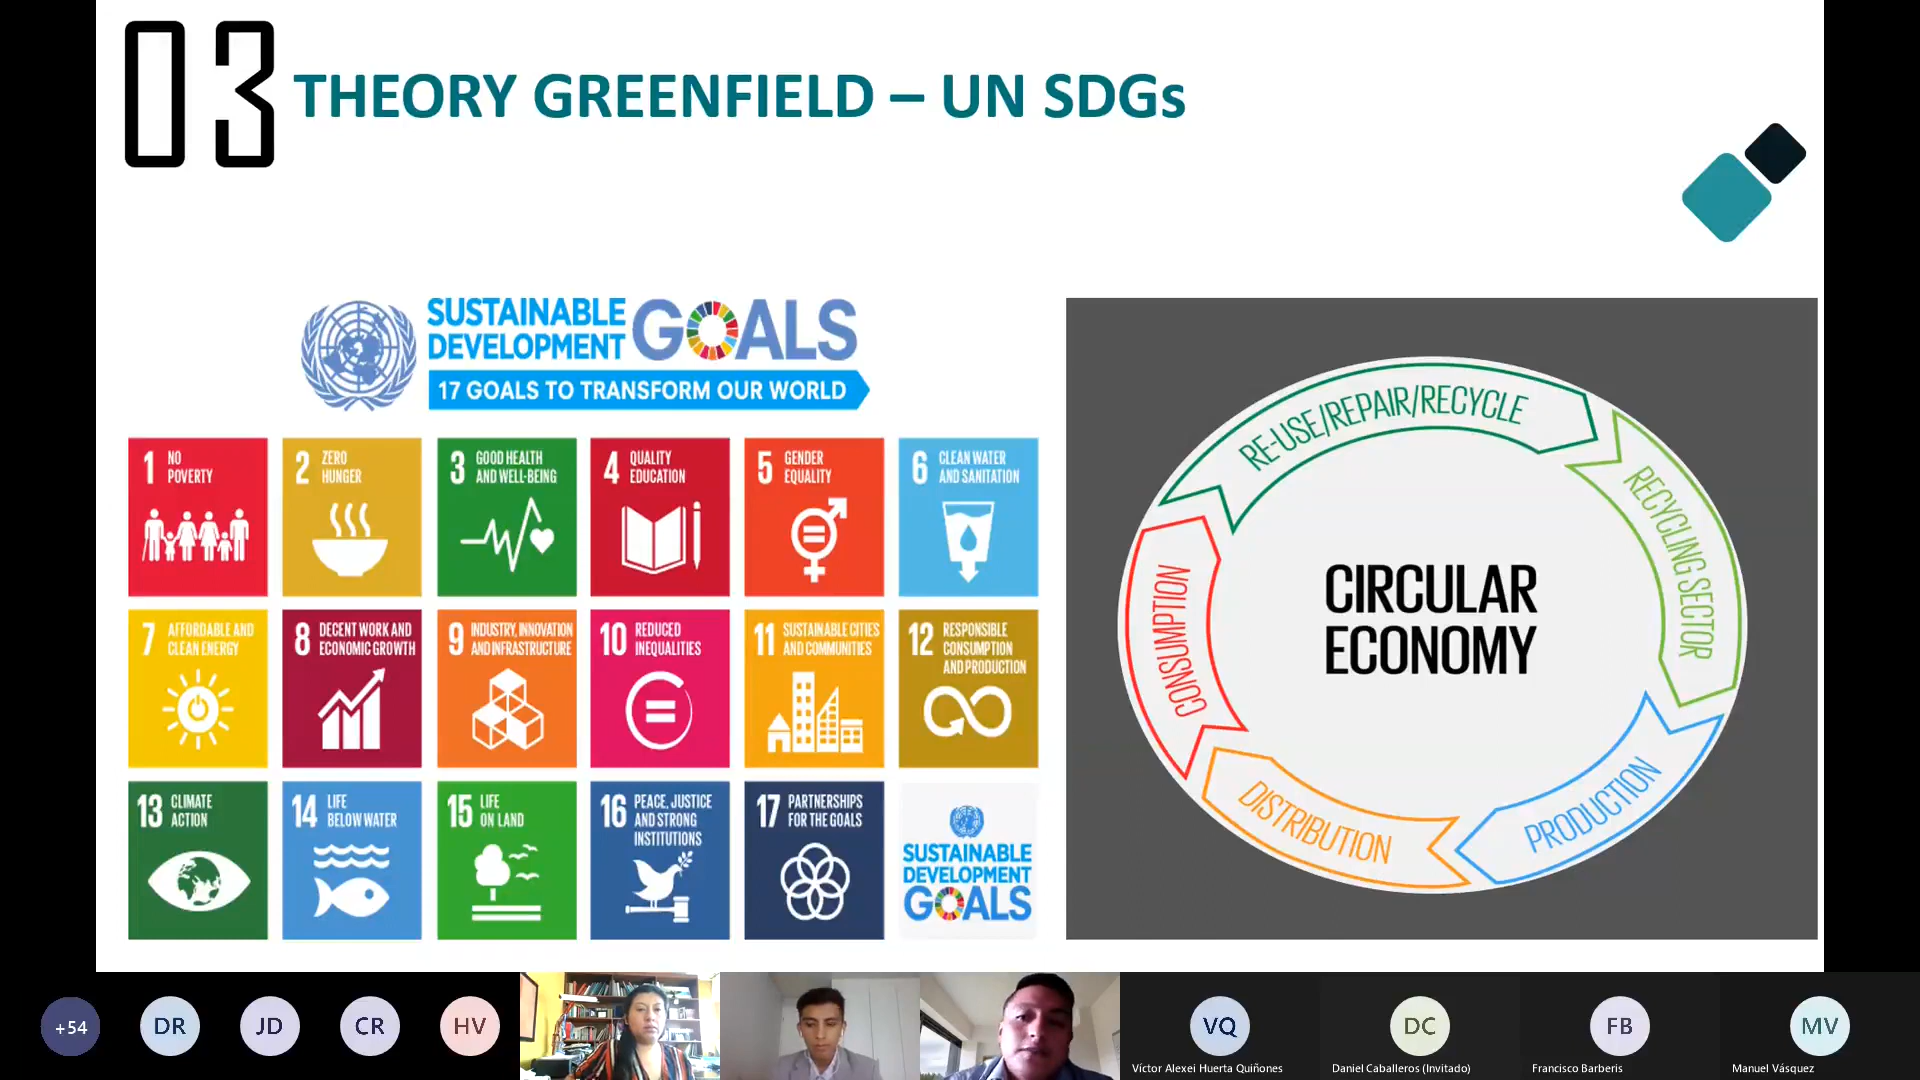 03
THEORY GREENFIELD – UN SDGs
SUSTAINABLE
DEVELOPMENT
GOALS
17 GOALS TO TRANSFORM OUR WORLD
1 NO
POVERTY
2 ZERO
HUNGER
3 GOOD HEALTH
AND WELL-BEING
4 QUALITY
EDUCATION
5 GENDER
EQUALITY
6 CLEAN WATER
AND SANITATION
7 AFFORDABLE AND
CLEAN ENERGY
8 DECENT WORK AND
ECONOMIC GROWTH
9 INDUSTRY, INNOVATION
AND INFRASTRUCTURE
10 REDUCED
INEQUALITIES
11 SUSTAINABLE CITIES
AND COMMUNITIES
12 RESPONSIBLE
CONSUMPTION
AND PRODUCTION
13 CLIMATE
ACTION
14 LIFE
BELOW WATER
15 LIFE
ON LAND
16 PEACE, JUSTICE
AND STRONG
INSTITUTIONS
17 PARTNERSHIPS
FOR THE GOALS
SUSTAINABLE
DEVELOPMENT
GOALS
RE-USE/REPAIR/RECYCLE
RECYCLING SECTOR
PRODUCTION
DISTRIBUTION
CONSUMPTION
CIRCULAR
ECONOMY
+54
DR
JD
CR
HV
VQ
Víctor Alexei Huerta Quiñones
DC
Daniel Caballeros (Invitado)
FB
Francisco Barberis
MV
Manuel Vásquez